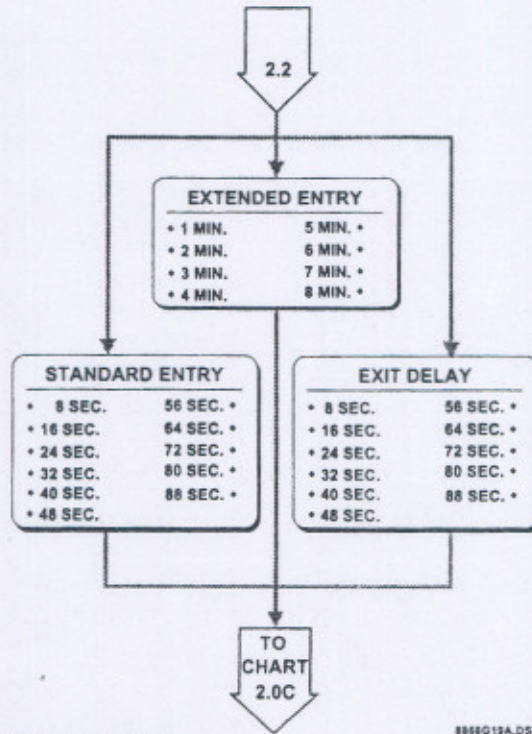 2.2
EXTENDED ENTRY
• 1 MIN. 5 MIN. •
• 2 MIN. 6 MIN. •
• 3 MIN. 7 MIN. •
• 4 MIN. 8 MIN. •
STANDARD ENTRY
• 8 SEC. 56 SEC. •
• 16 SEC. 64 SEC. •
• 24 SEC. 72 SEC. •
• 32 SEC. 80 SEC. •
• 40 SEC. 88 SEC. •
• 48 SEC.
EXIT DELAY
• 8 SEC. 56 SEC. •
• 16 SEC. 64 SEC. •
• 24 SEC. 72 SEC. •
• 32 SEC. 80 SEC. •
• 40 SEC. 88 SEC. •
• 48 SEC.
TO
CHART
2.0C